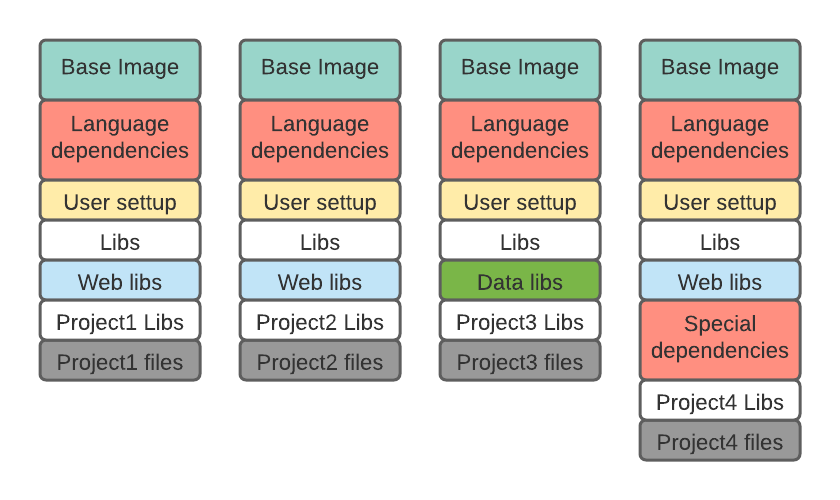 Base Image
Language
dependencies
User settup
Libs
Web libs
Project1 Libs
Project1 files
Base Image
Language
dependencies
User settup
Libs
Web libs
Project2 Libs
Project2 files
Base Image
Language
dependencies
User settup
Libs
Data libs
Project3 Libs
Project3 files
Base Image
Language
dependencies
User settup
Libs
Web libs
Special
dependencies
Project4 Libs
Project4 files